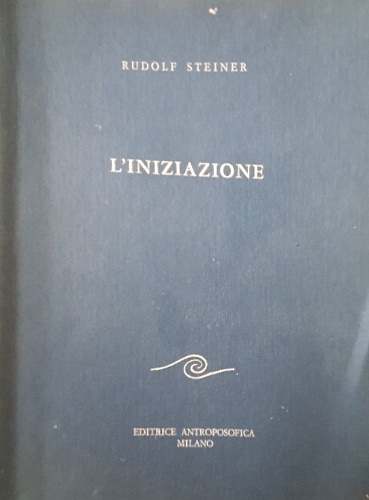 RUDOLF STEINER
L'INIZIAZIONE
EDITRICE ANTROPOSOFICA
MILANO